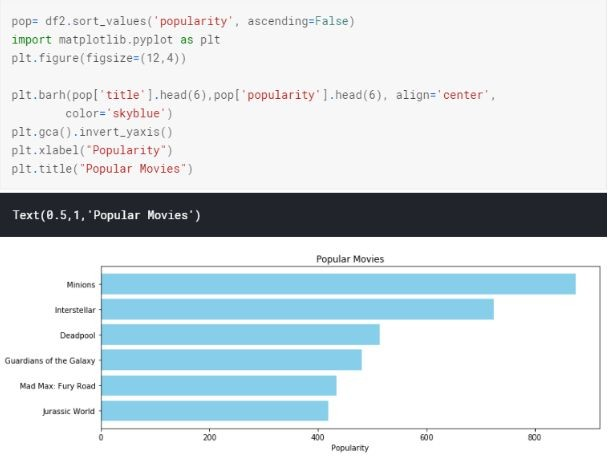 pop= df2.sort_values('popularity', ascending=False)
import matplotlib.pyplot as plt
plt.figure(figsize=(12,4))
plt.barh(pop['title'].head(6),pop['popularity'].head(6), align='center',
color='skyblue')
plt.gca().invert_yaxis()
plt.xlabel("Popularity")
plt.title("Popular Movies")
Text(0.5,1,'Popular Movies')
Popular Movies
Minions
Interstellar
Deadpool
Guardians of the Galaxy
Mad Max: Fury Road
Jurassic World
0 200 400 600 800
Popularity